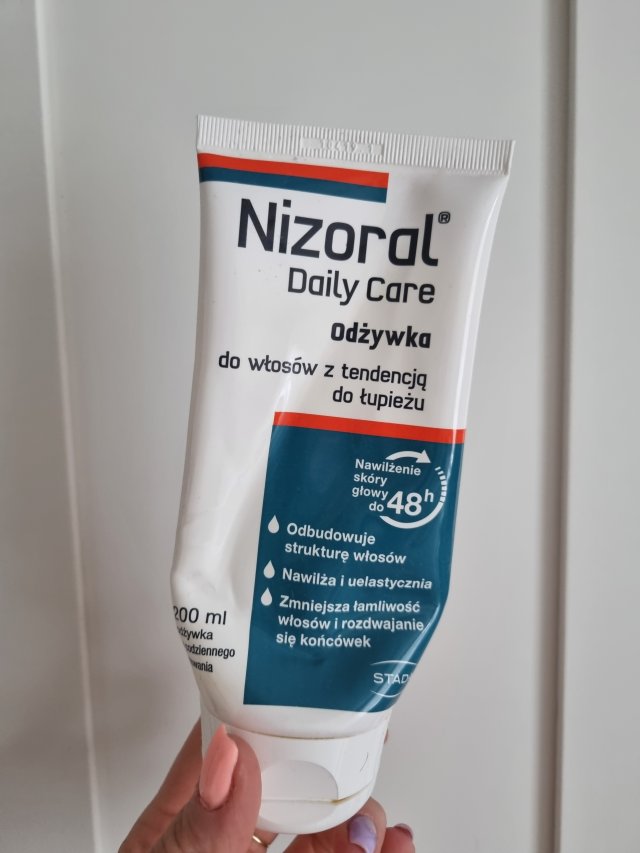 Nizoral®
Daily Care
Odżywka
do włosów z tendencją
do łupieżu
Nawilżenie
skóry
głowy
do 48h
Odbudowuje
strukturę włosów
Nawilża i uelastycznia
Zmniejsza łamliwość
włosów i rozdwajanie
się końcówek
200 ml